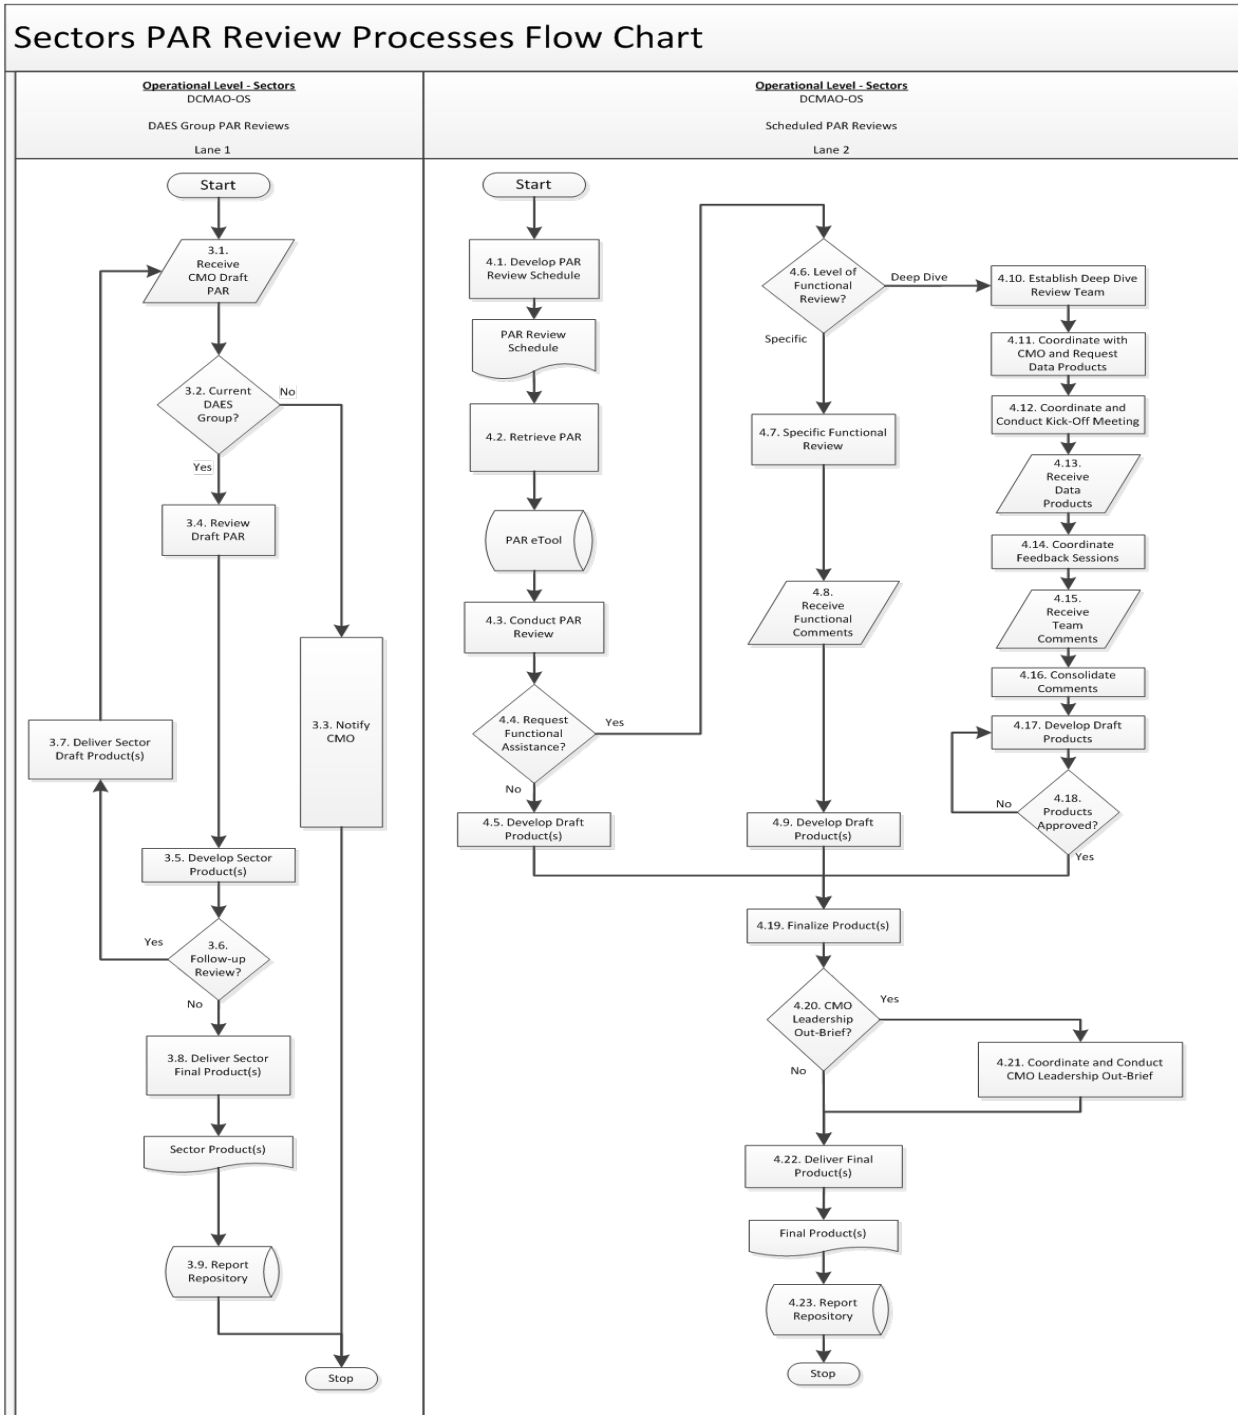 Sectors PAR Review Processes Flow Chart
Operational Level - Sectors
DCMAO-OS
DAES Group PAR Reviews
Lane 1
Start
3.1.
Receive
CMO Draft
PAR
3.2. Current
DAES
Group?
No
Yes
3.4. Review
Draft PAR
3.3. Notify
CMO
3.7. Deliver Sector
Draft Product(s)
3.5. Develop Sector
Product(s)
Yes
3.6.
Follow-up
Review?
No
3.8. Deliver Sector
Final Product(s)
Sector Product(s)
3.9. Report
Repository
Stop
Operational Level - Sectors
DCMAO-OS
Scheduled PAR Reviews
Lane 2
Start
4.1. Develop PAR
Review Schedule
PAR Review
Schedule
4.2. Retrieve PAR
PAR eTool
4.3. Conduct PAR
Review
4.4. Request
Functional
Assistance?
Yes
No
4.5. Develop Draft
Product(s)
4.6. Level of
Functional
Review?
Deep Dive
Specific
4.7. Specific Functional
Review
4.8.
Receive
Functional
Comments
4.9. Develop Draft
Product(s)
4.10. Establish Deep Dive
Review Team
4.11. Coordinate with
CMO and Request
Data Products
4.12. Coordinate and
Conduct Kick-Off Meeting
4.13.
Receive
Data
Products
4.14. Coordinate
Feedback Sessions
4.15.
Receive
Team
Comments
4.16. Consolidate
Comments
4.17. Develop Draft
Products
No
4.18.
Products
Approved?
Yes
4.19. Finalize Product(s)
4.20. CMO
Leadership
Out-Brief?
Yes
No
4.21. Coordinate and Conduct
CMO Leadership Out-Brief
4.22. Deliver Final
Product(s)
Final Product(s)
4.23. Report
Repository
Stop